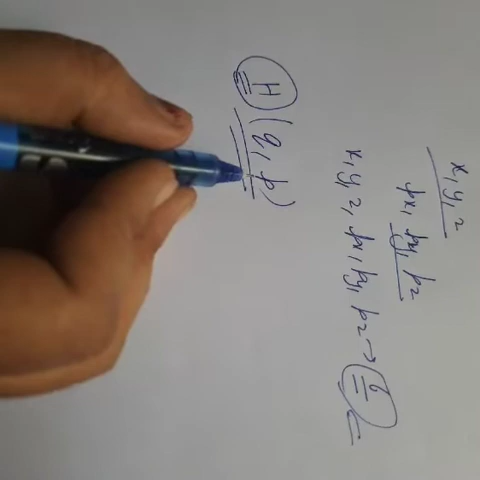 x, y, z
px, py, pz
x, y, z, px, py, pz → 6
H (q, p)